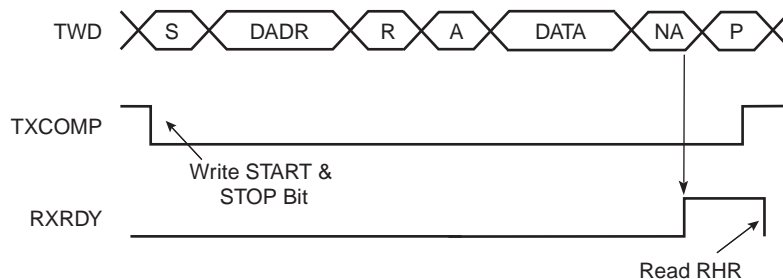 TWD S DADR R A DATA NA P
TXCOMP
Write START &
STOP Bit
RXRDY
Read RHR